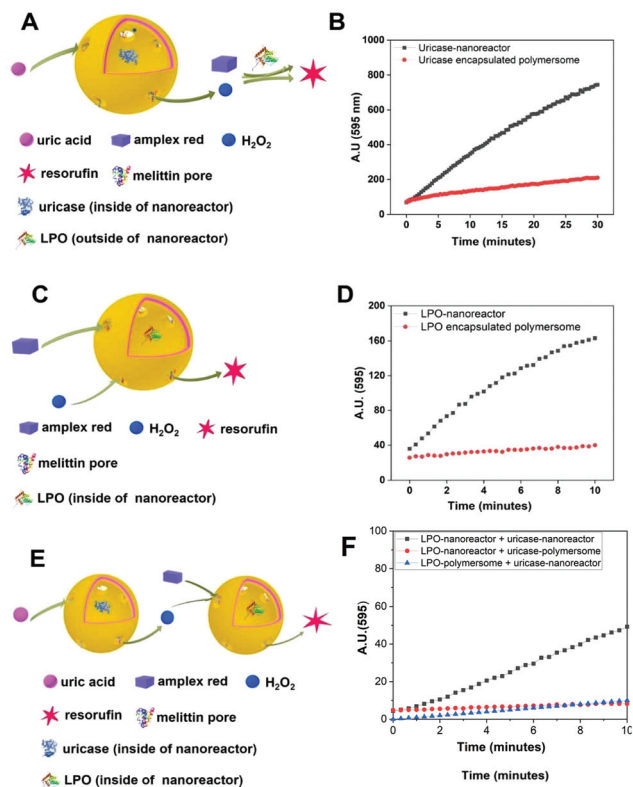 A
uric acid
amplex red
H2O2
resorufin
melittin pore
uricase (inside of nanoreactor)
LPO (outside of nanoreactor)
B
Uricase-nanoreactor
Uricase encapsulated polymersome
A.U (595 nm)
1000
800
600
400
200
0
0 5 10 15 20 25 30
Time (minutes)
C
amplex red
H2O2
resorufin
melittin pore
LPO (inside of nanoreactor)
D
LPO-nanoreactor
LPO encapsulated polymersome
A.U. (595)
200
160
120
80
40
0
0 2 4 6 8 10
Time (minutes)
E
uric acid
amplex red
H2O2
resorufin
melittin pore
uricase (inside of nanoreactor)
LPO (inside of nanoreactor)
F
LPO-nanoreactor + uricase-nanoreactor
LPO-nanoreactor + uricase-polymersome
LPO-polymersome + uricase-nanoreactor
A.U.(595)
100
80
60
40
20
0
0 2 4 6 8 10
Time (minutes)
Time (minutes)